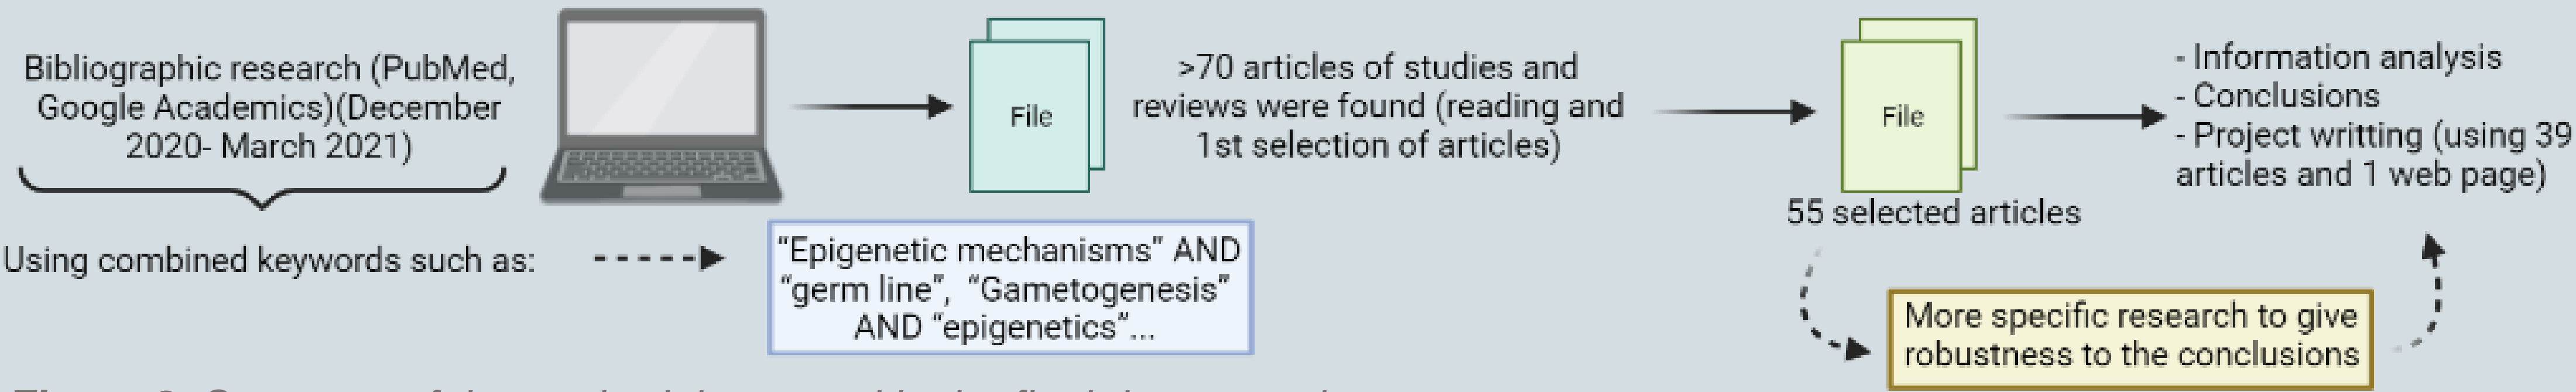 Bibliographic research (PubMed,
Google Academics)(December
2020- March 2021)
Using combined keywords such as:
“Epigenetic mechanisms” AND
“germ line”, “Gametogenesis”
AND “epigenetics”...
File
>70 articles of studies and
reviews were found (reading and
1st selection of articles)
File
55 selected articles
More specific research to give
robustness to the conclusions
- Information analysis
- Conclusions
- Project writting (using 39
articles and 1 web page)